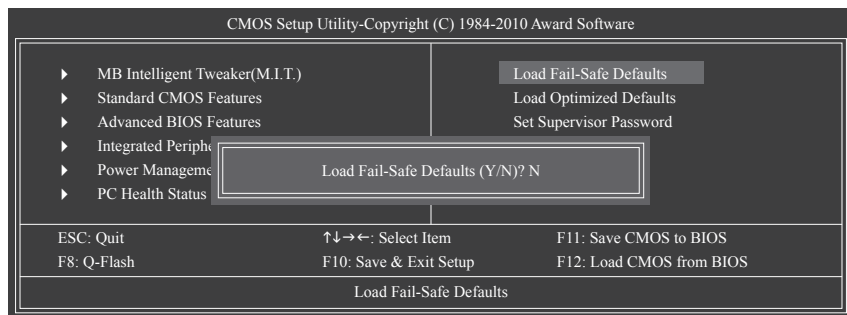 CMOS Setup Utility-Copyright (C) 1984-2010 Award Software
MB Intelligent Tweaker(M.I.T.)
Standard CMOS Features
Advanced BIOS Features
Integrated Periphe
Power Manageme
PC Health Status
Load Fail-Safe Defaults
Load Optimized Defaults
Set Supervisor Password
Load Fail-Safe Defaults (Y/N)? N
ESC: Quit
↑↓→←: Select Item
F11: Save CMOS to BIOS
F8: Q-Flash
F10: Save & Exit Setup
F12: Load CMOS from BIOS
Load Fail-Safe Defaults